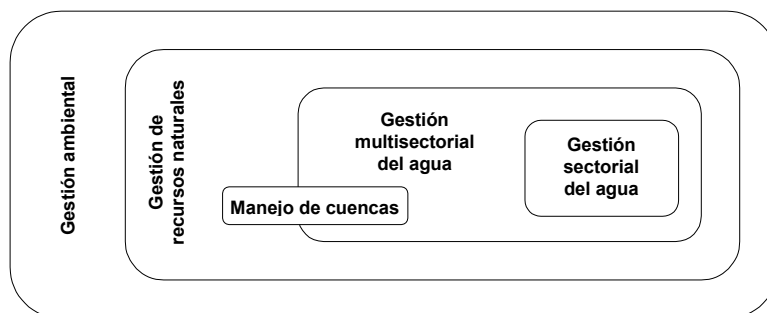 Gestión ambiental
Gestión de
recursos naturales
Gestión
multisectorial
del agua
Gestión
sectorial
del agua
Manejo de cuencas